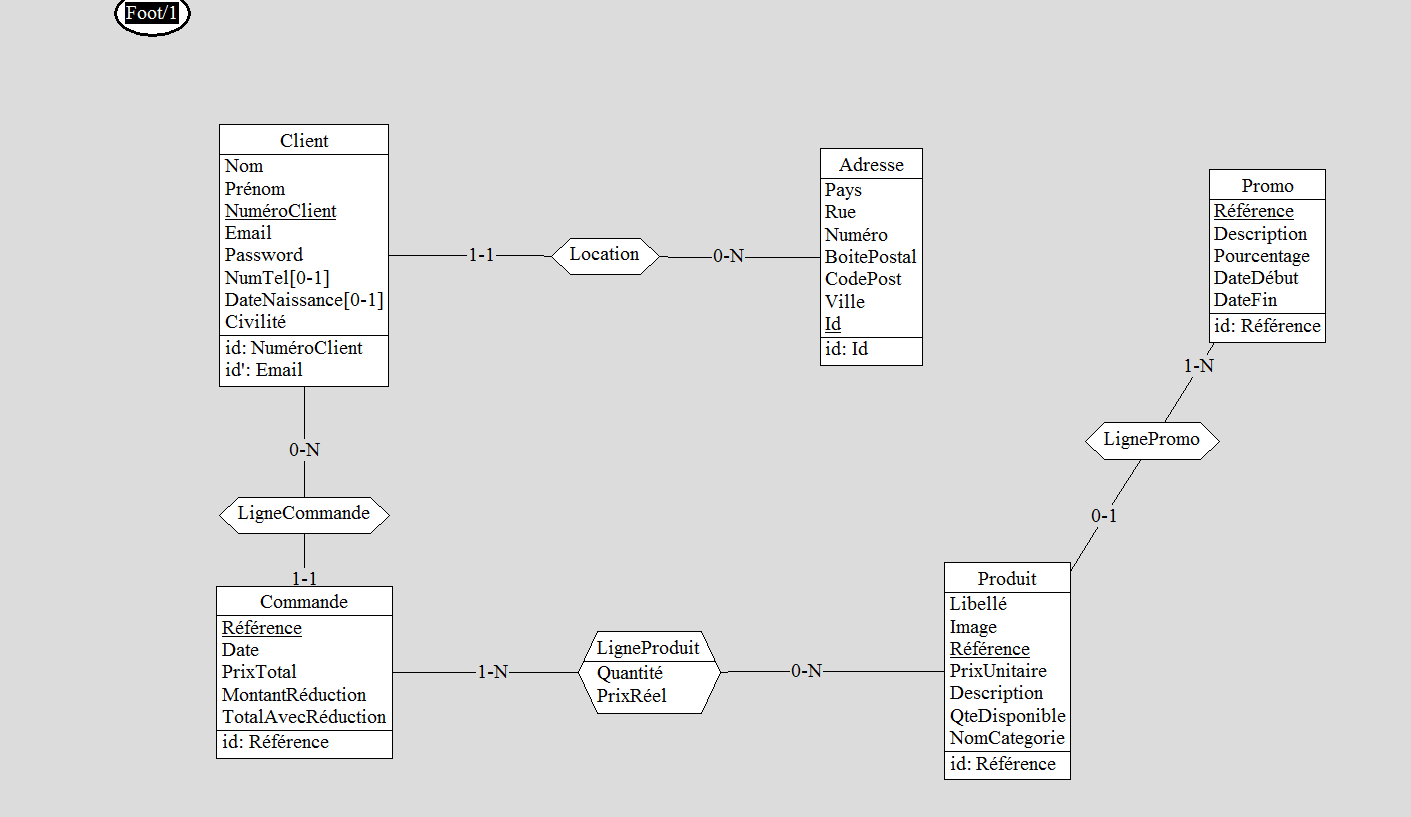 Foot/1
Client
Nom
Prénom
NuméroClient
Email
Password
NumTel[0-1]
DateNaissance[0-1]
Civilité
id: NuméroClient
id': Email
1-1
Location
0-N
Adresse
Pays
Rue
Numéro
BoitePostal
CodePost
Ville
Id
id: Id
Promo
Référence
Description
Pourcentage
DateDébut
DateFin
id: Référence
1-N
LignePromo
0-1
0-N
LigneCommande
1-1
Commande
Référence
Date
PrixTotal
MontantRéduction
TotalAvecRéduction
id: Référence
1-N
LigneProduit
Quantité
PrixRéel
0-N
Produit
Libellé
Image
Référence
PrixUnitaire
Description
QteDisponible
NomCategorie
id: Référence